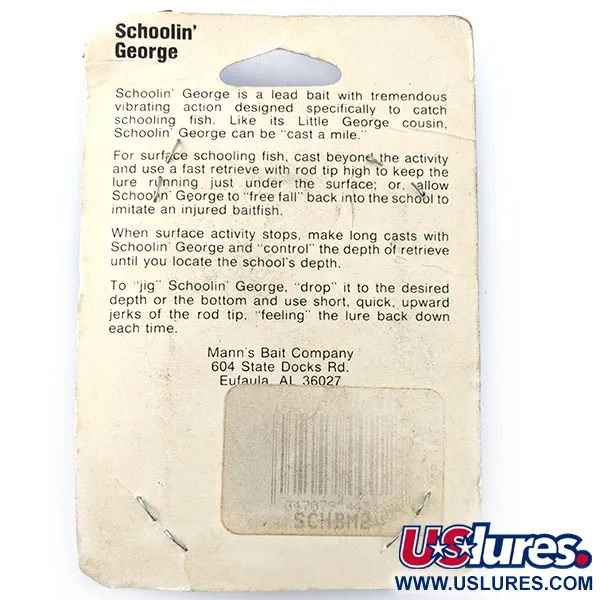 Schoolin'
George
Schoolin' George is a lead bait with tremendous
vibrating action designed specifically to catch
schooling fish. Like its Little George cousin,
Schoolin' George can be "cast a mile."
For surface schooling fish, cast beyond the activity
and use a fast retrieve with rod tip high to keep the
lure running just under the surface; or, allow
Schoolin' George to "free fall" back into the school to
imitate an injured baitfish.
When surface activity stops, make long casts with
Schoolin' George and "control" the depth of retrieve
until you locate the school's depth.
To "jig" Schoolin' George, "drop" it to the desired
depth or the bottom and use short, quick, upward
jerks of the rod tip, "feeling" the lure back down
each time.
Mann's Bait Company
604 State Docks Rd.
Eufaula, AL 36027
SCHBM2
USlures.
WWW.USLURES.COM